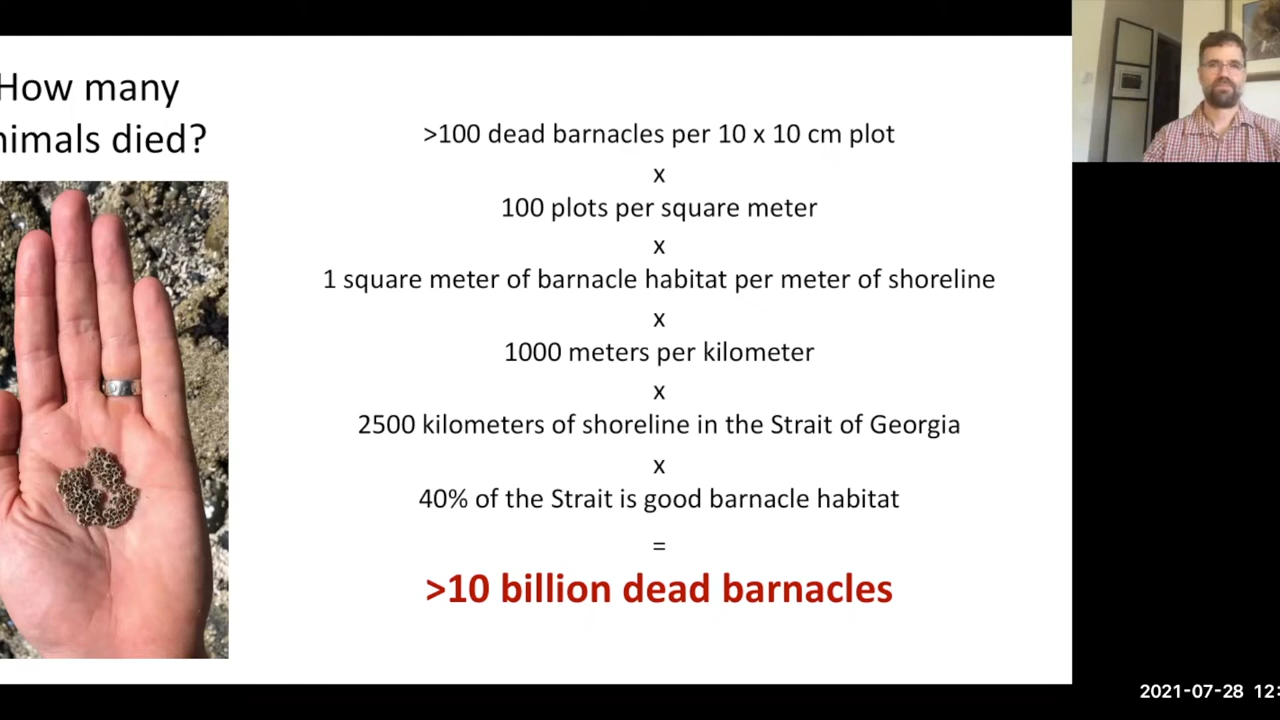 How many
nimals died?
>100 dead barnacles per 10 x 10 cm plot
x
100 plots per square meter
x
1 square meter of barnacle habitat per meter of shoreline
x
1000 meters per kilometer
x
2500 kilometers of shoreline in the Strait of Georgia
x
40% of the Strait is good barnacle habitat
=
>10 billion dead barnacles
2021-07-28 12: